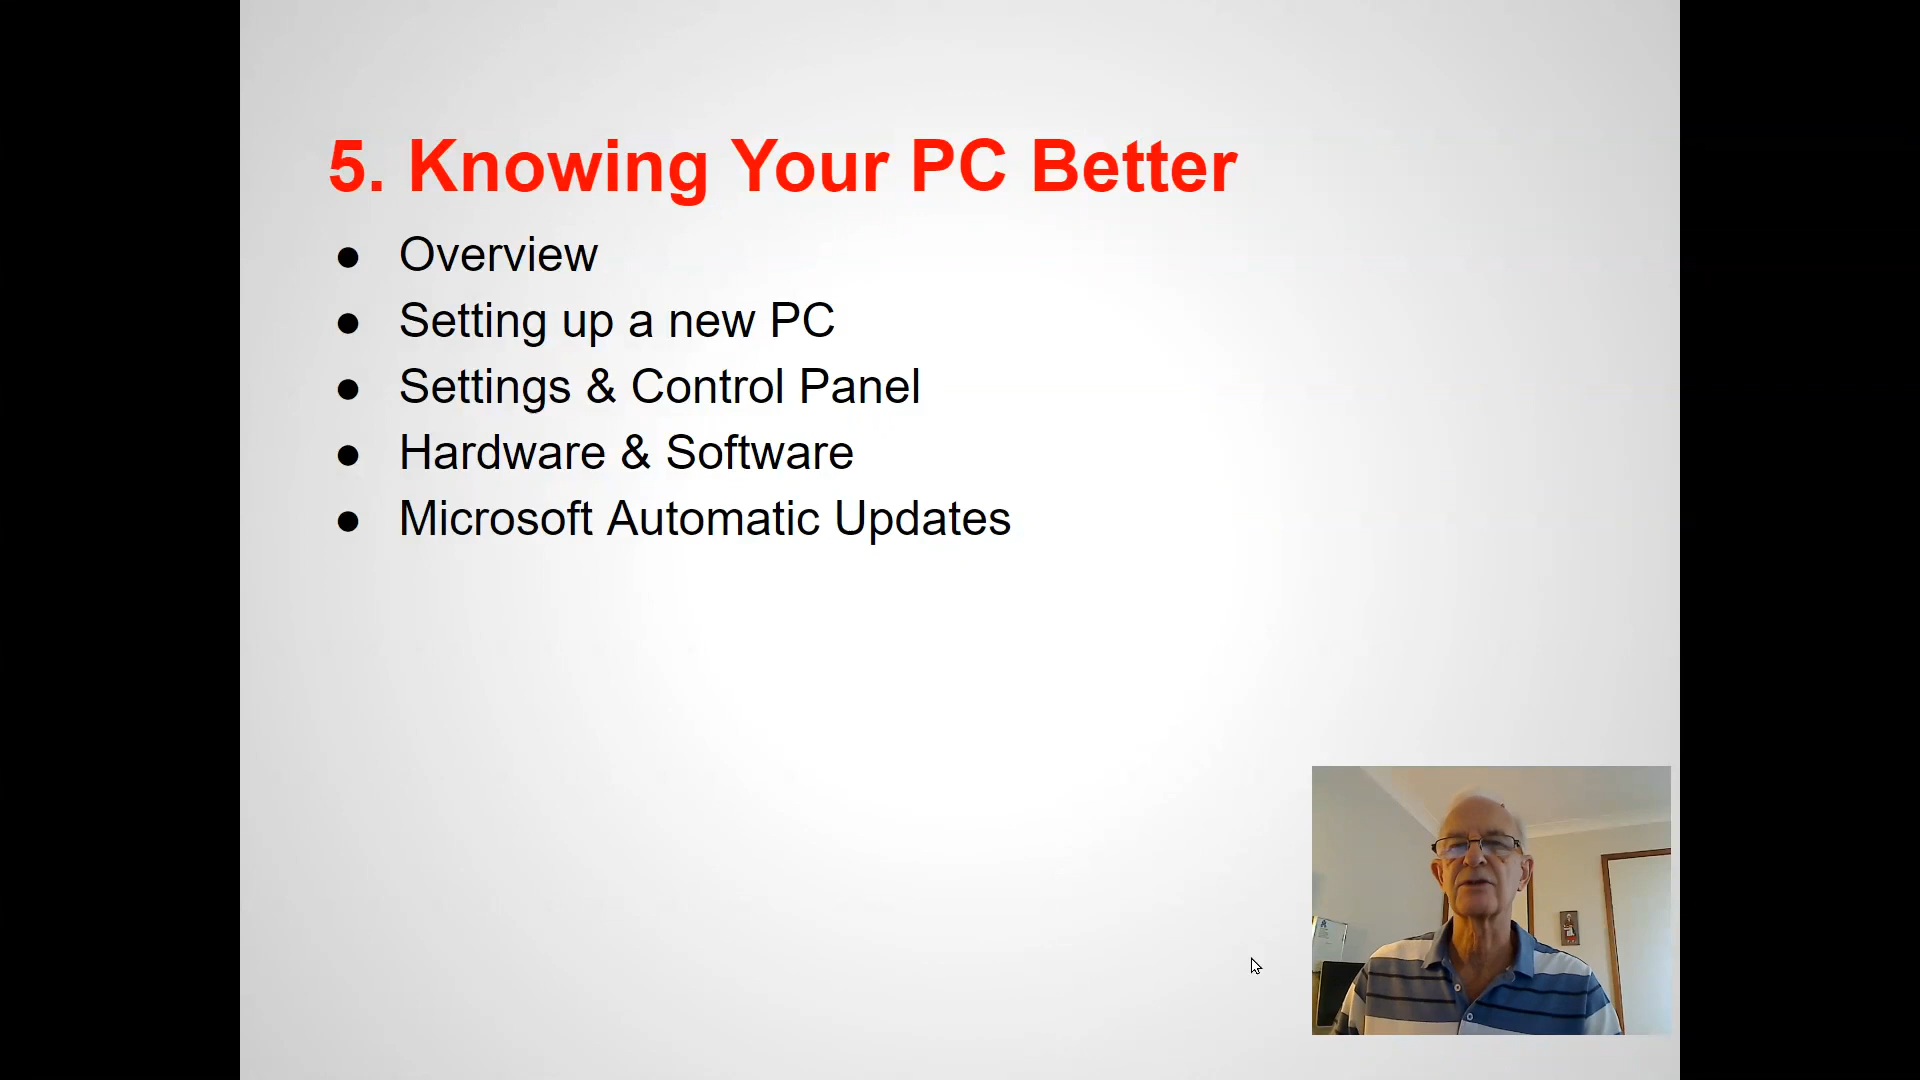 5. Knowing Your PC Better
● Overview
● Setting up a new PC
● Settings & Control Panel
● Hardware & Software
● Microsoft Automatic Updates